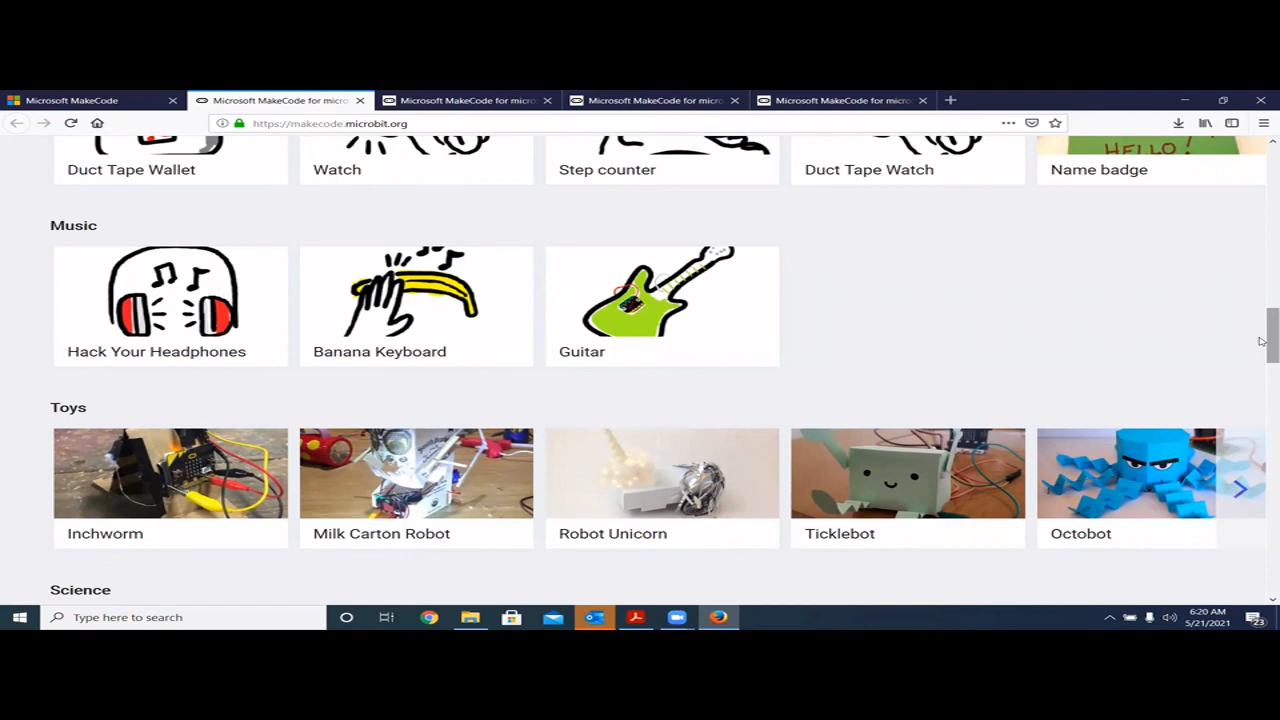 Microsoft MakeCode
Microsoft MakeCode for micro
Microsoft MakeCode for micro
Microsoft MakeCode for micro
Microsoft MakeCode for micro
https://makecode.microbit.org
HELLO!
Duct Tape Wallet
Watch
Step counter
Duct Tape Watch
Name badge
Music
Hack Your Headphones
Banana Keyboard
Guitar
Toys
Inchworm
Milk Carton Robot
Robot Unicorn
Ticklebot
Octobot
Science
Type here to search
6:20 AM
5/21/2021
23